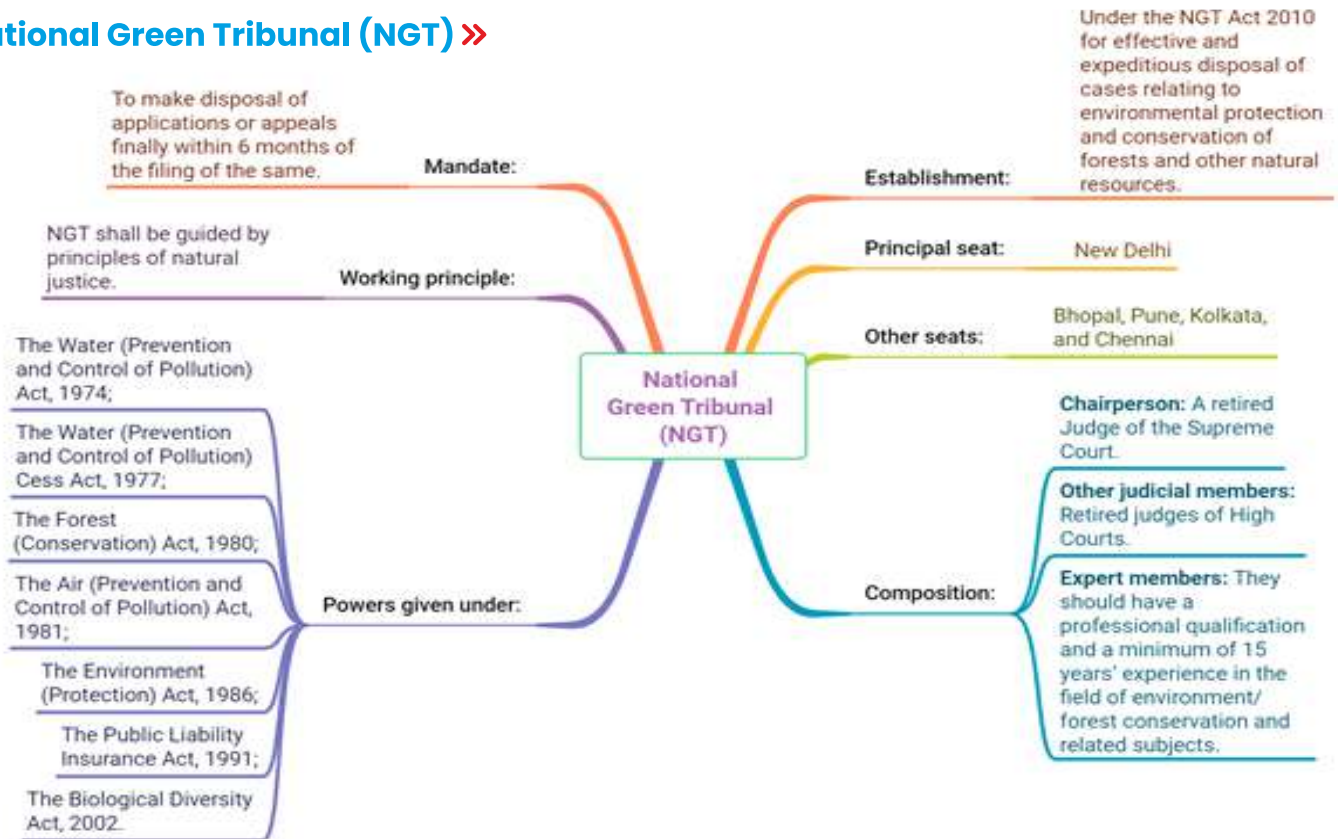 ational Green Tribunal (NGT) »
To make disposal of
applications or appeals
finally within 6 months of
the filing of the same.
Mandate:
NGT shall be guided by
principles of natural
justice.
Working principle:
The Water (Prevention
and Control of Pollution)
Act, 1974;
The Water (Prevention
and Control of Pollution)
Cess Act, 1977;
The Forest
(Conservation) Act, 1980;
The Air (Prevention and
Control of Pollution) Act,
1981;
The Environment
(Protection) Act, 1986;
The Public Liability
Insurance Act, 1991;
The Biological Diversity
Act, 2002.
Powers given under:
National
Green Tribunal
(NGT)
Establishment:
Under the NGT Act 2010
for effective and
expeditious disposal of
cases relating to
environmental protection
and conservation of
forests and other natural
resources.
Principal seat:
New Delhi
Other seats:
Bhopal, Pune, Kolkata,
and Chennai
Composition:
Chairperson: A retired
Judge of the Supreme
Court.
Other judicial members:
Retired judges of High
Courts.
Expert members: They
should have a
professional qualification
and a minimum of 15
years' experience in the
field of environment/
forest conservation and
related subjects.